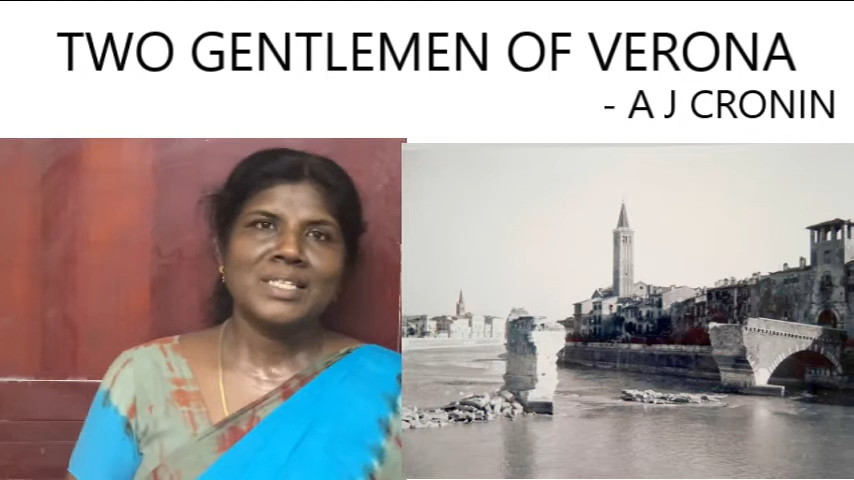 TWO GENTLEMEN OF VERONA
- A J CRONIN